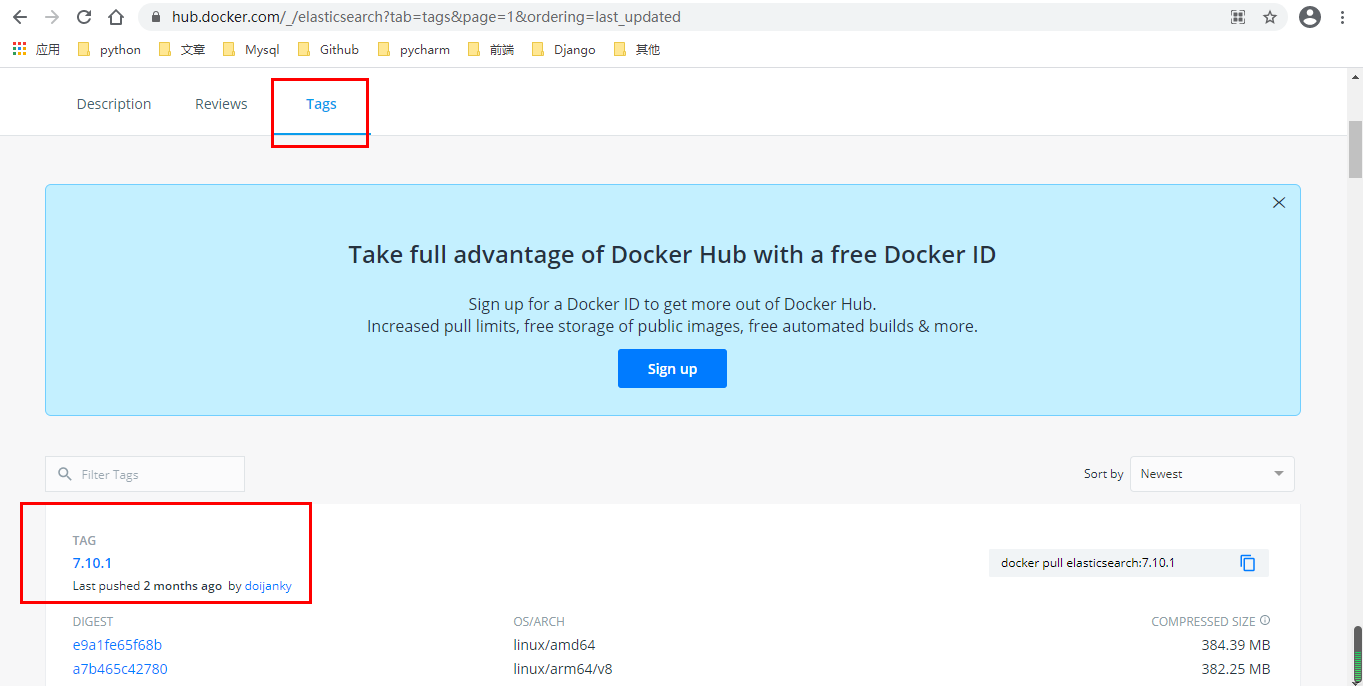 hub.docker.com/_/elasticsearch?tab=tags&page=1&ordering=last_updated
应用 python 文章 Mysql Github pycharm 前端 Django 其他
Description Reviews Tags
Take full advantage of Docker Hub with a free Docker ID
Sign up for a Docker ID to get more out of Docker Hub.
Increased pull limits, free storage of public images, free automated builds & more.
Sign up
Filter Tags Sort by Newest
TAG
7.10.1 docker pull elasticsearch:7.10.1
Last pushed 2 months ago by doijanky
DIGEST OS/ARCH COMPRESSED SIZE
e9a1fe65f68b linux/amd64 384.39 MB
a7b465c42780 linux/arm64/v8 382.25 MB